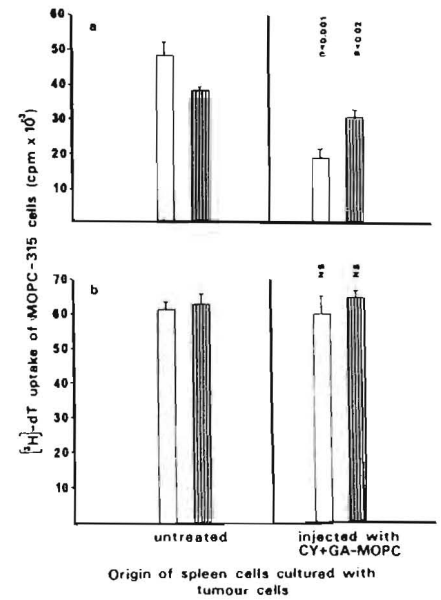 a
60
50
40
30
20
10
p<0.001
p<0.02
[³H]-dT uptake of MOPC-315 cells (cpm x 10³)
b
70
60
50
40
30
20
10
NS
NS
untreated
injected with
CY+GA-MOPC
Origin of spleen cells cultured with
tumour cells